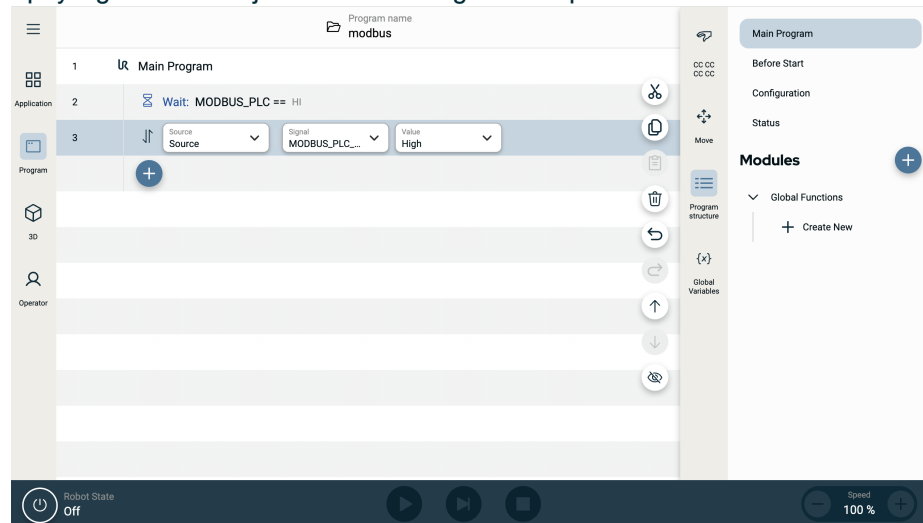 Program name
modbus
Application
Program
3D
Operator
1 Main Program
2 Wait: MODBUS_PLC == HI
3 Source Source Signal MODBUS_PLC_... Value High
CC CC
CC CC
Move
Program
structure
{x}
Global
Variables
Main Program
Before Start
Configuration
Status
Modules
Global Functions
Create New
Robot State
Off
Speed
100 %